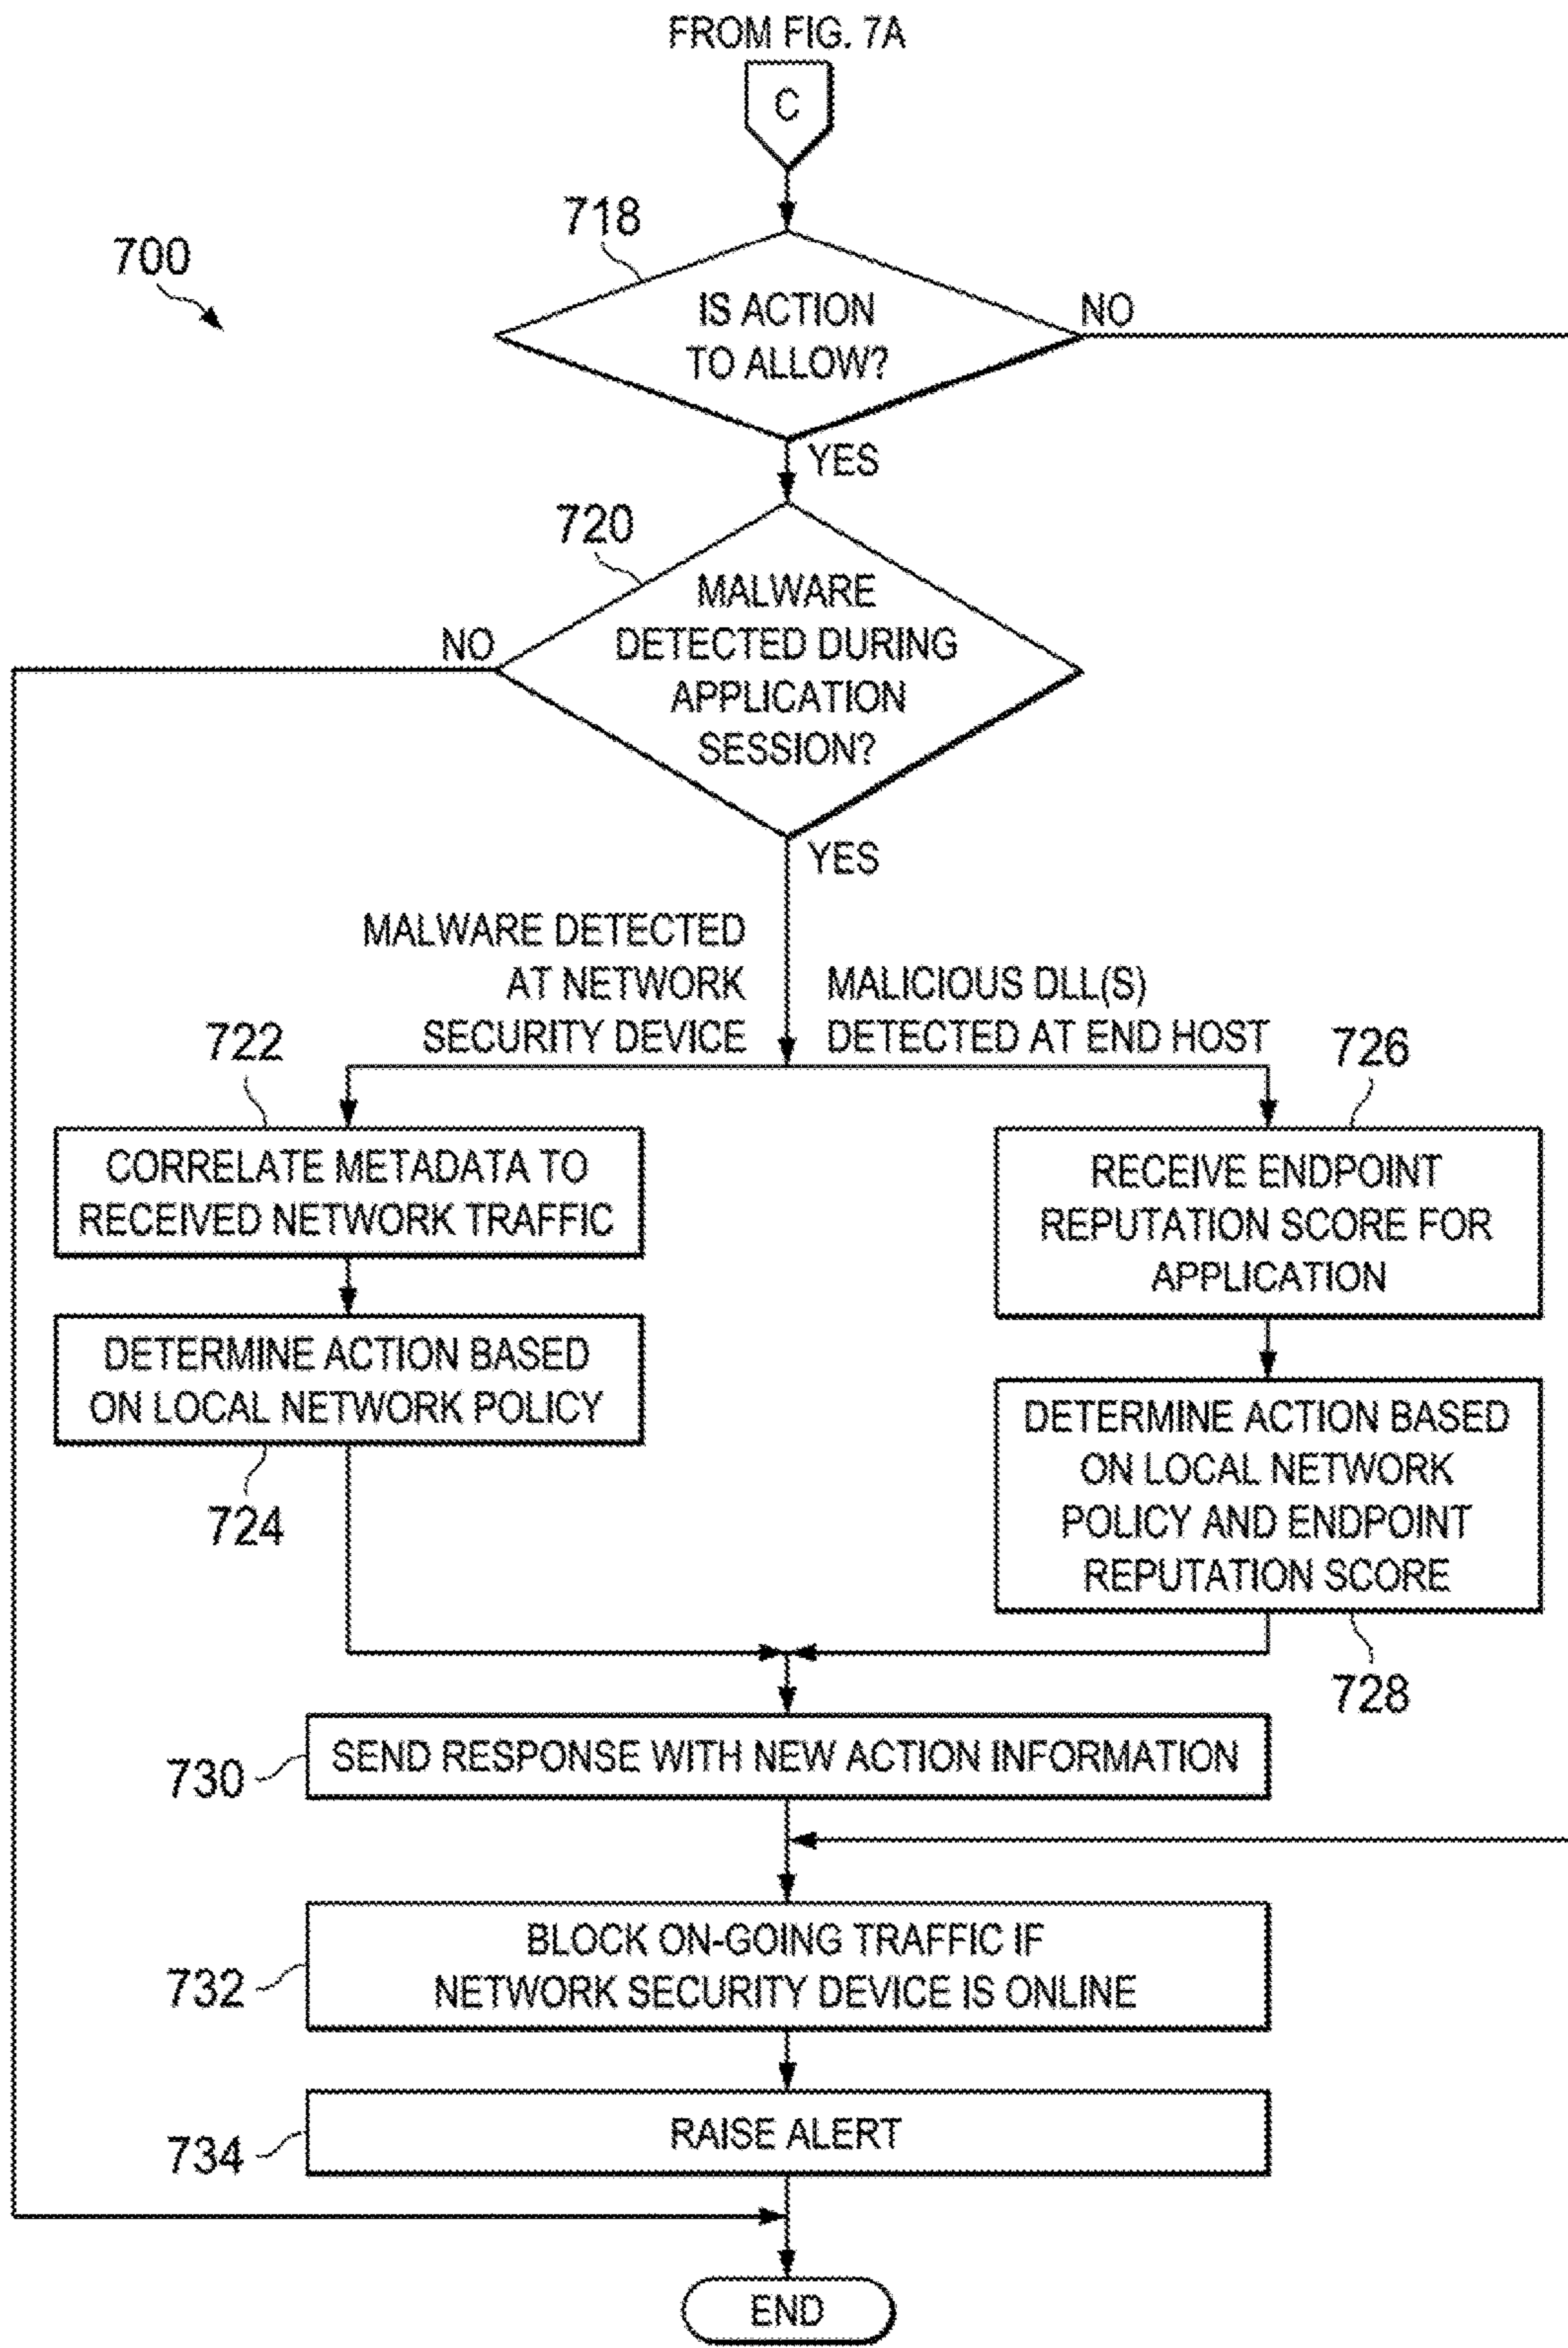 FROM FIG. 7A
C
718
700
IS ACTION
TO ALLOW?
NO
YES
720
MALWARE
DETECTED DURING
APPLICATION
SESSION?
NO
YES
MALWARE DETECTED
AT NETWORK
SECURITY DEVICE
MALICIOUS DLL(S)
DETECTED AT END HOST
722
726
CORRELATE METADATA TO
RECEIVED NETWORK TRAFFIC
RECEIVE ENDPOINT
REPUTATION SCORE FOR
APPLICATION
DETERMINE ACTION BASED
ON LOCAL NETWORK POLICY
724
DETERMINE ACTION BASED
ON LOCAL NETWORK
POLICY AND ENDPOINT
REPUTATION SCORE
728
730
SEND RESPONSE WITH NEW ACTION INFORMATION
732
BLOCK ON-GOING TRAFFIC IF
NETWORK SECURITY DEVICE IS ONLINE
734
RAISE ALERT
END